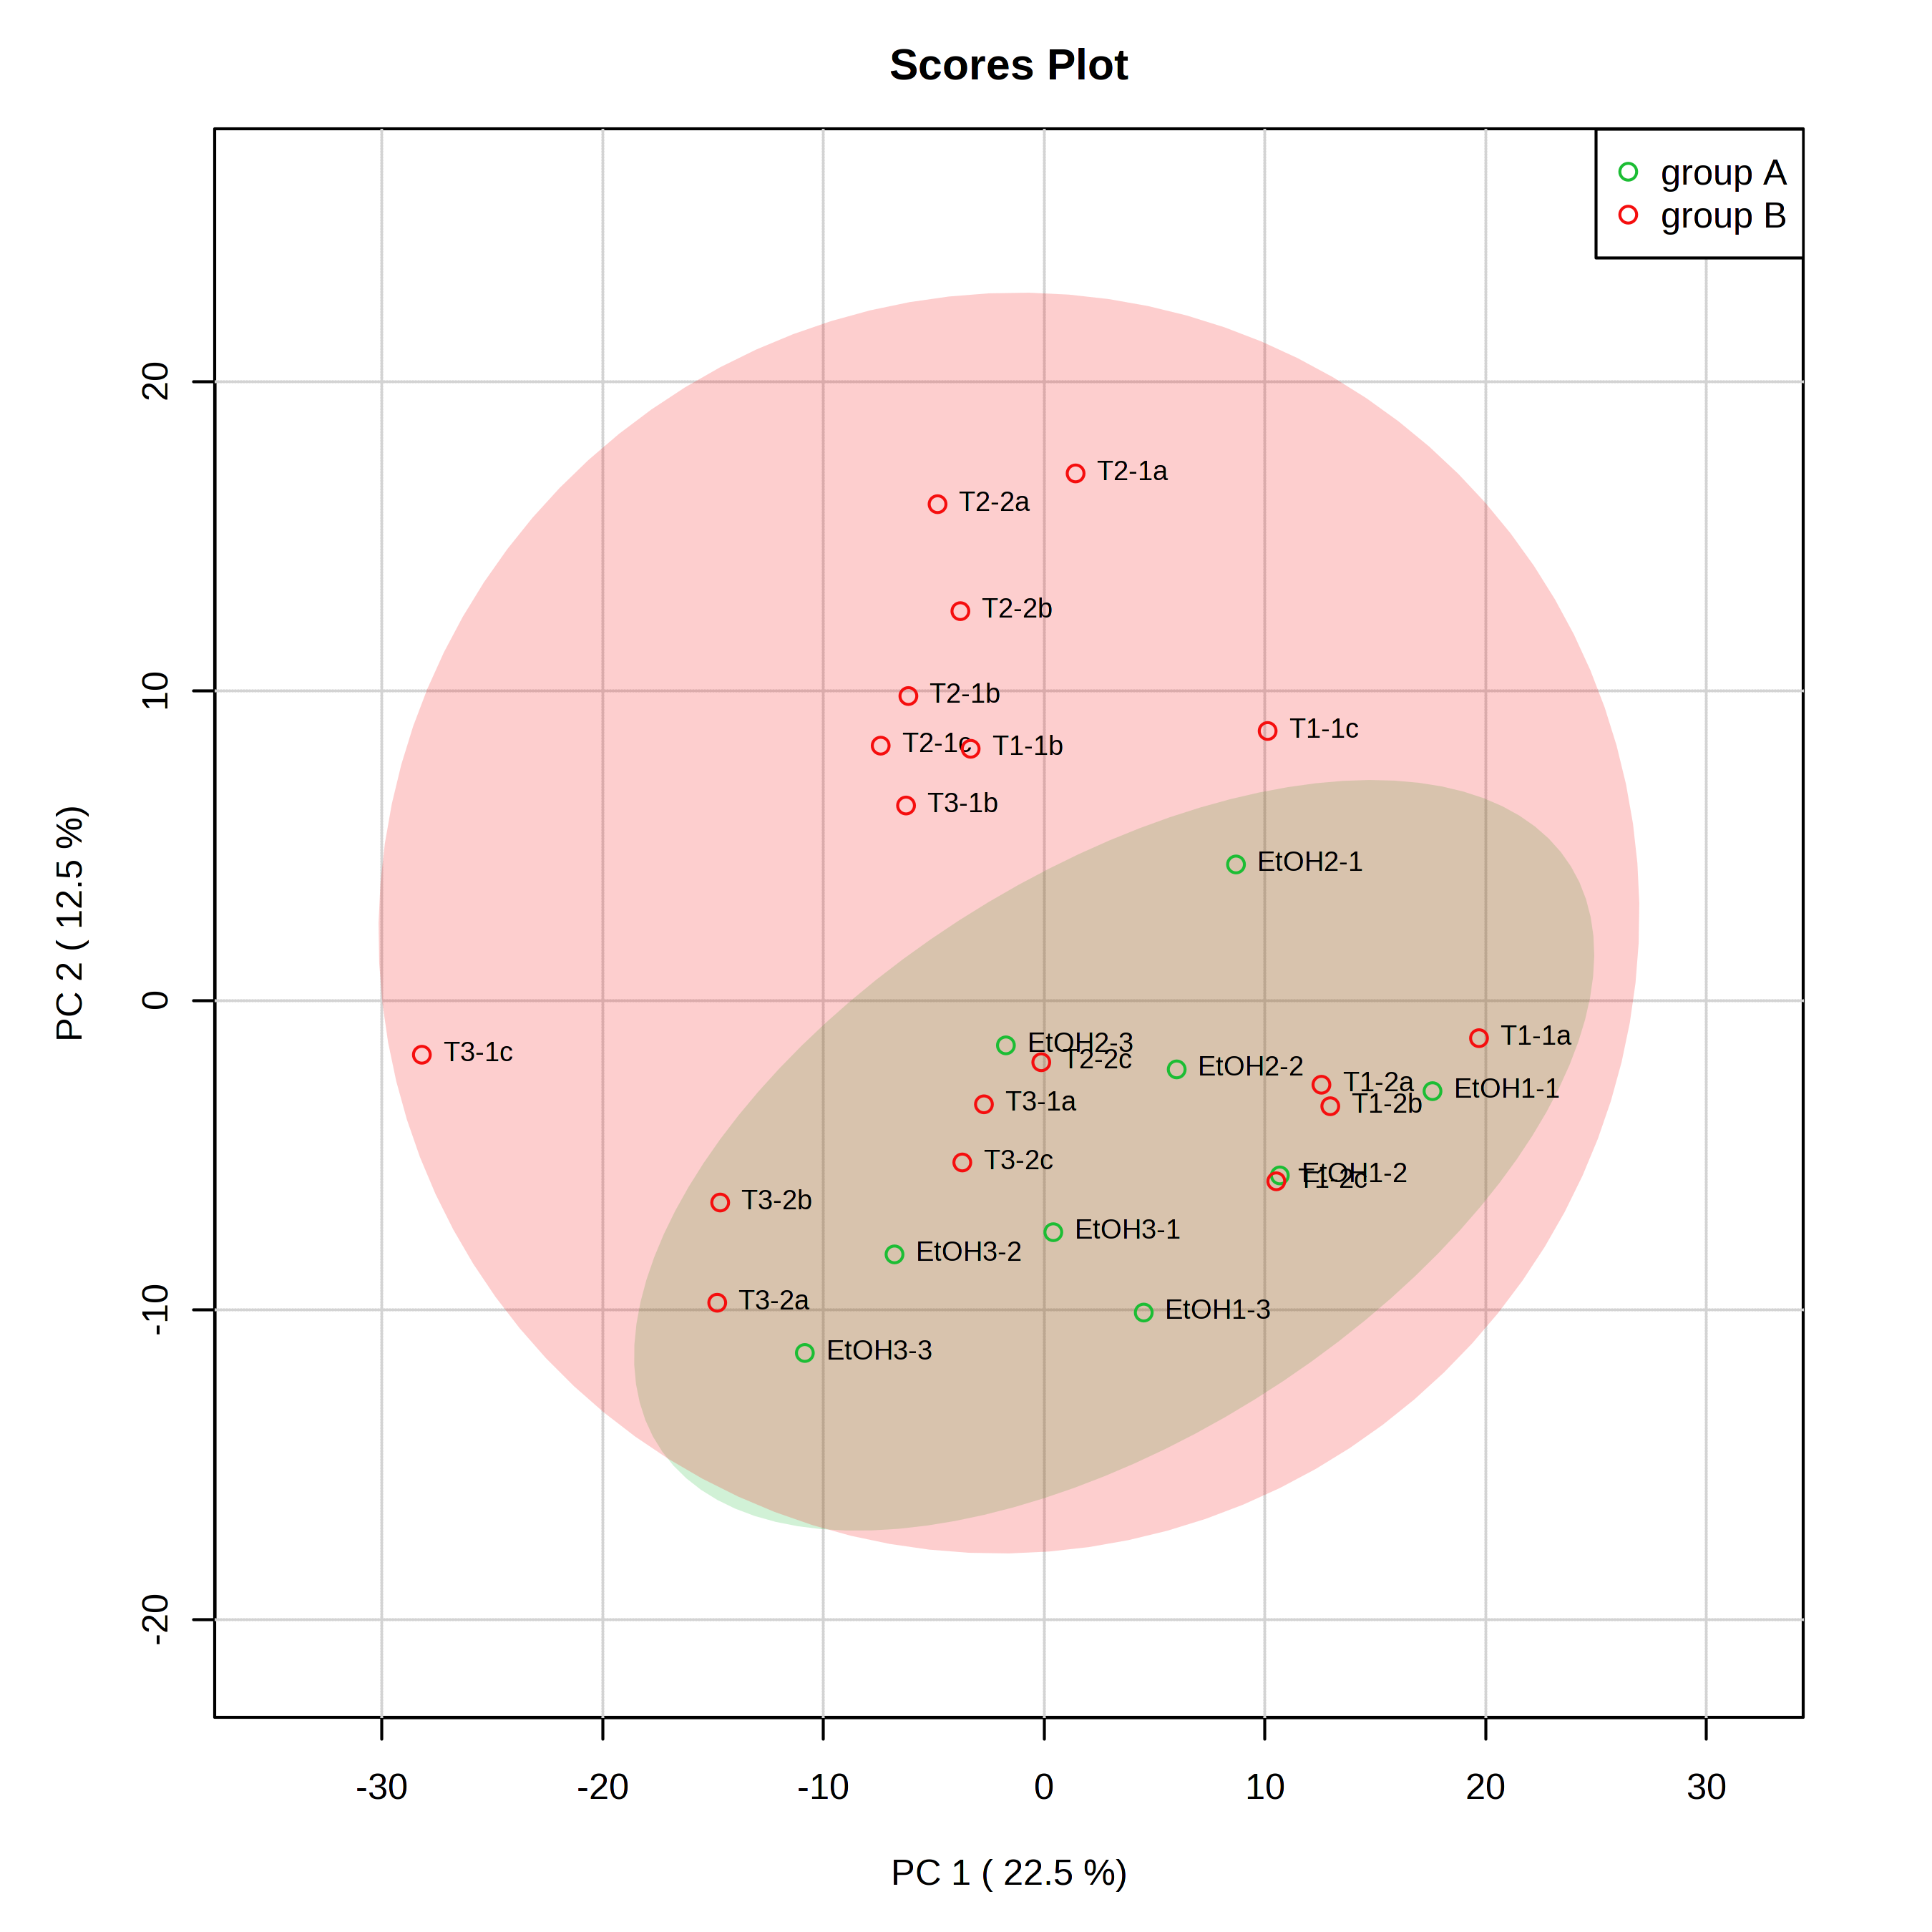 Scores Plot
group A
group B
20
10
0
-10
-20
PC 2 ( 12.5 %)
T2-1a
T2-2a
T2-2b
T2-1b
T1-1c
T2-1c
T1-1b
T3-1b
EtOH2-1
T1-1a
EtOH2-3
T3-1c
T2-2c
EtOH2-2
T1-2a
EtOH1-1
T3-1a
T1-2b
T3-2c
EtOH1-2
T1-2c
T3-2b
EtOH3-1
EtOH3-2
T3-2a
EtOH1-3
EtOH3-3
-30 -20 -10 0 10 20 30
PC 1 ( 22.5 %)